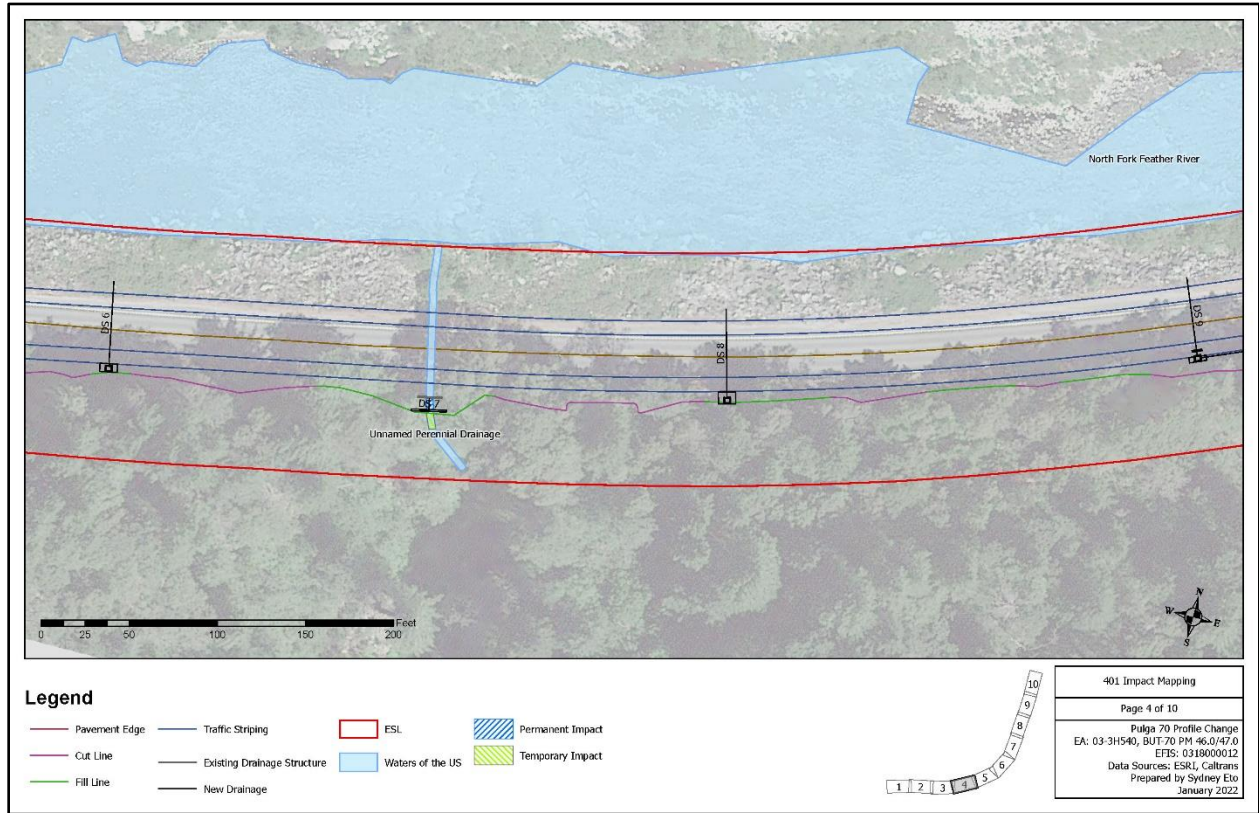 North Fork Feather River
DS 6
DS 7
DS 8
DS 9
Unnamed Perennial Drainage
Feet
0 25 50 100 150 200
N
W E
S
Legend
Pavement Edge
Cut Line
Fill Line
Traffic Striping
Existing Drainage Structure
New Drainage
ESL
Waters of the US
Permanent Impact
Temporary Impact
1 2 3 4 5 6 7 8 9 10
401 Impact Mapping
Page 4 of 10
Pulga 70 Profile Change
EA: 03-3H540, BUT-70 PM 46.0/47.0
EFIS: 0318000012
Data Sources: ESRI, Caltrans
Prepared by Sydney Eto
January 2022